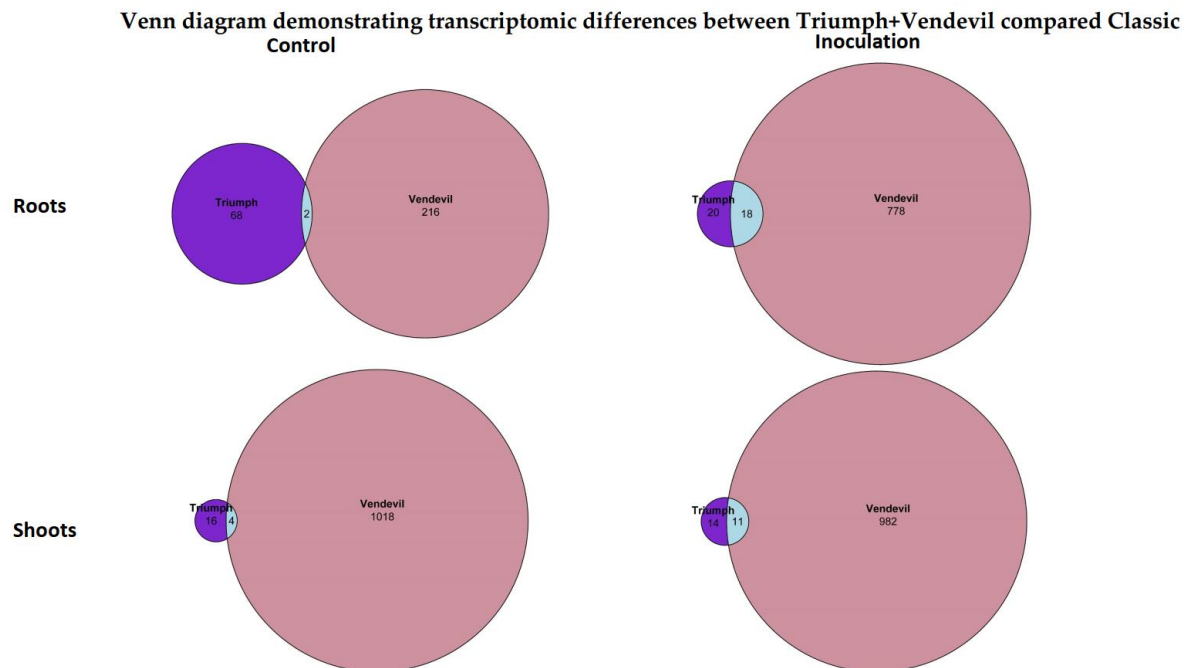 Venn diagram demonstrating transcriptomic differences between Triumph+Vendevil compared Classic
Control
Inoculation
Roots
Triumph
68
2
Vendevil
216
Triumph
20
18
Vendevil
778
Shoots
Triumph
16
4
Vendevil
1018
Triumph
14
11
Vendevil
982